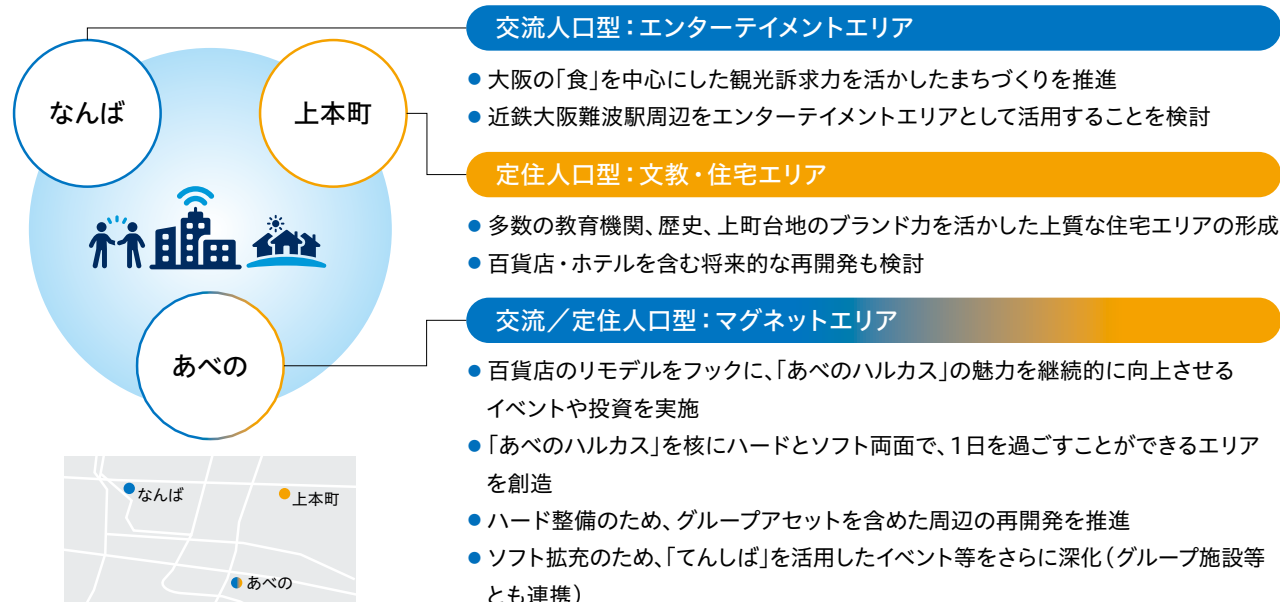 なんば
上本町
あべの
交流人口型：エンターテイメントエリア
● 大阪の「食」を中心にした観光訴求力を活かしたまちづくりを推進
● 近鉄大阪難波駅周辺をエンターテイメントエリアとして活用することを検討
定住人口型：文教・住宅エリア
● 多数の教育機関、歴史、上町台地のブランド力を活かした上質な住宅エリアの形成
● 百貨店・ホテルを含む将来的な再開発も検討
交流／定住人口型：マグネットエリア
● 百貨店のリモデルをフックに、「あべのハルカス」の魅力を継続的に向上させる
イベントや投資を実施
● 「あべのハルカス」を核にハードとソフト両面で、1日を過ごすことができるエリア
を創造
● ハード整備のため、グループアセットを含めた周辺の再開発を推進
● ソフト拡充のため、「てんしば」を活用したイベント等をさらに深化（グループ施設等
とも連携）
なんば
上本町
あべの